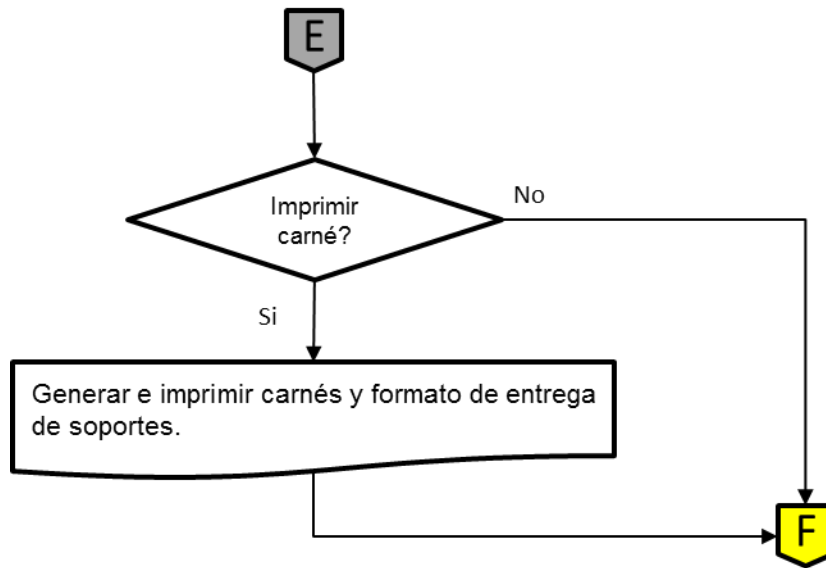 E
Imprimir
carné?
No
Si
Generar e imprimir carnés y formato de entrega
de soportes.
F